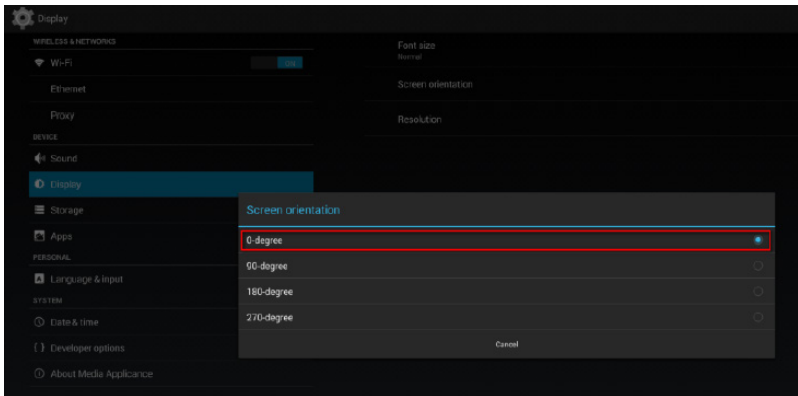 Display
WIRELESS & NETWORKS
Wi-Fi
ON
Ethernet
Proxy
DEVICE
Sound
Display
Storage
Apps
PERSONAL
Language & input
SYSTEM
Date & time
{ } Developer options
About Media Applicance
Font size
Normal
Screen orientation
Resolution
Screen orientation
0-degree
90-degree
180-degree
270-degree
Cancel